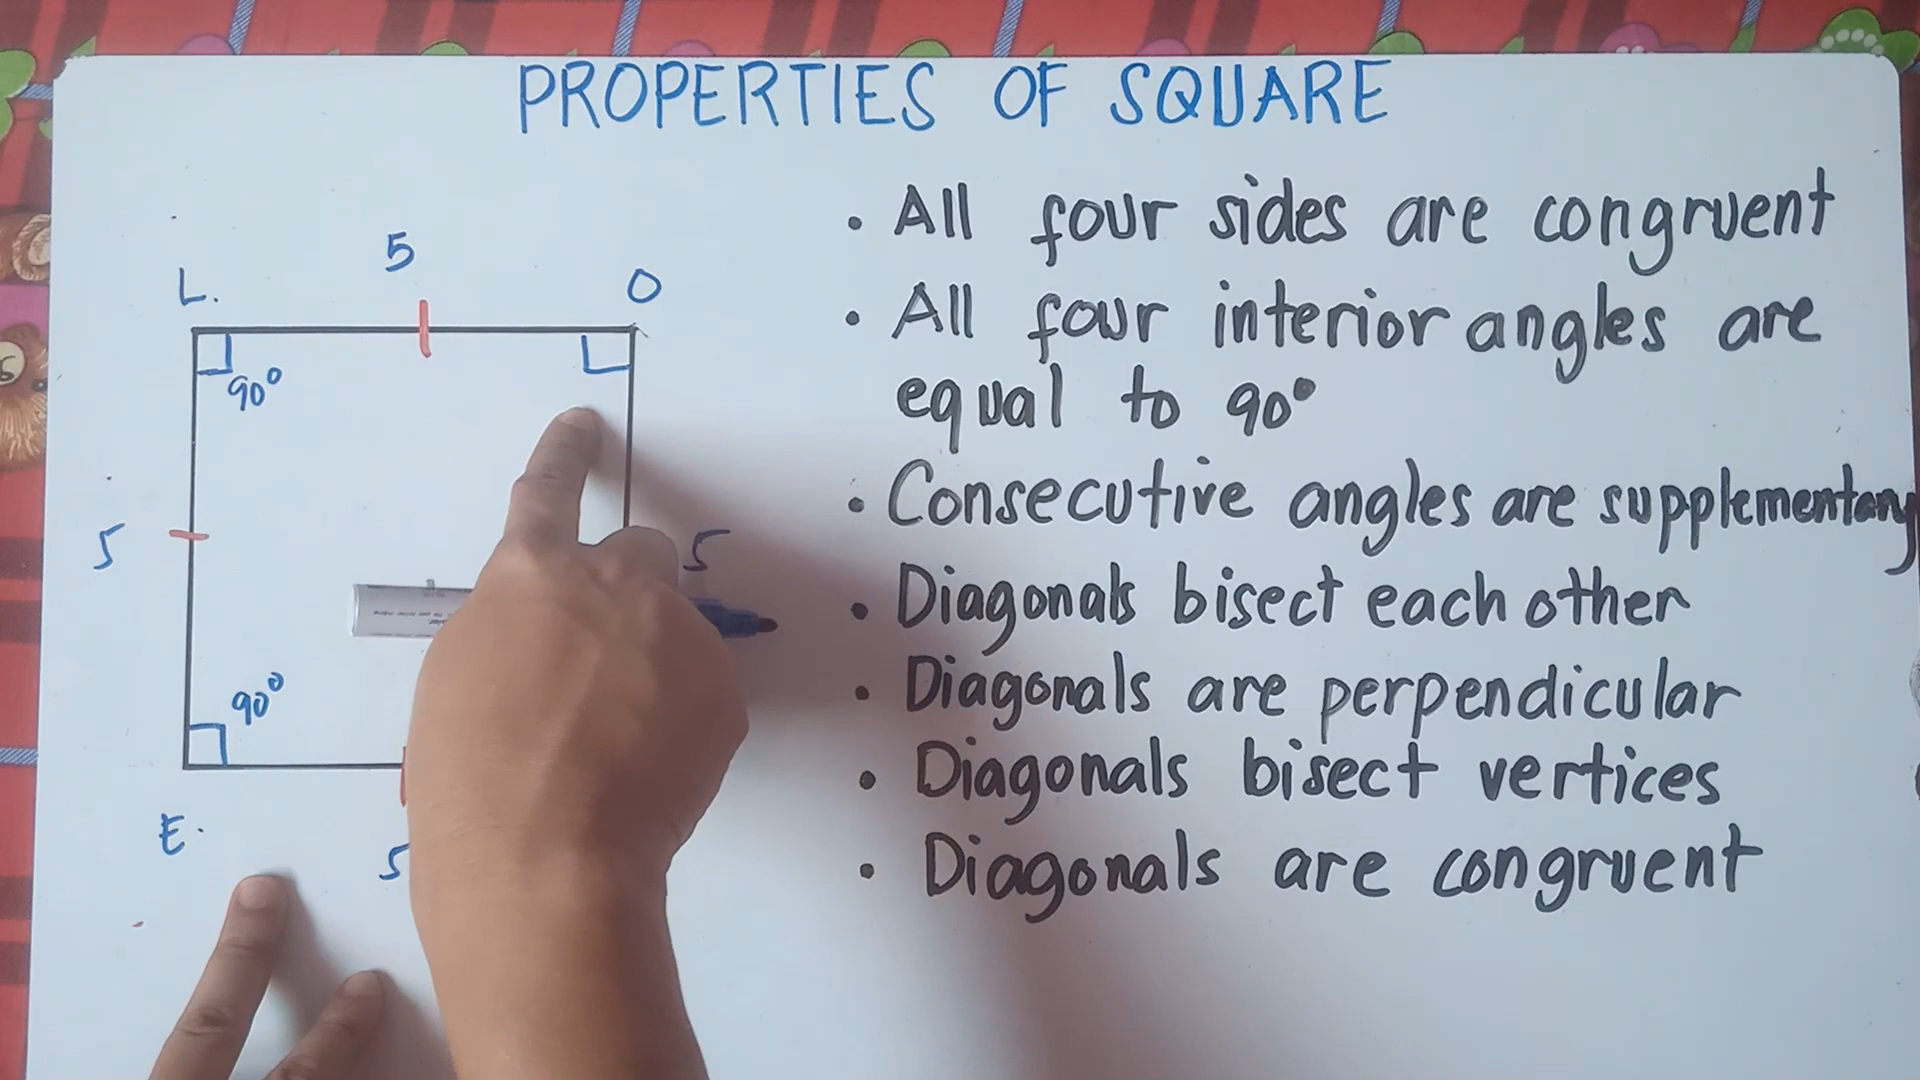 PROPERTIES OF SQUARE
• All four sides are congruent
• All four interior angles are
equal to 90°
• Consecutive angles are supplementary
• Diagonals bisect each other
• Diagonals are perpendicular
• Diagonals bisect vertices
• Diagonals are congruent
5
L.
O
90°
5
5
90°
E.
5